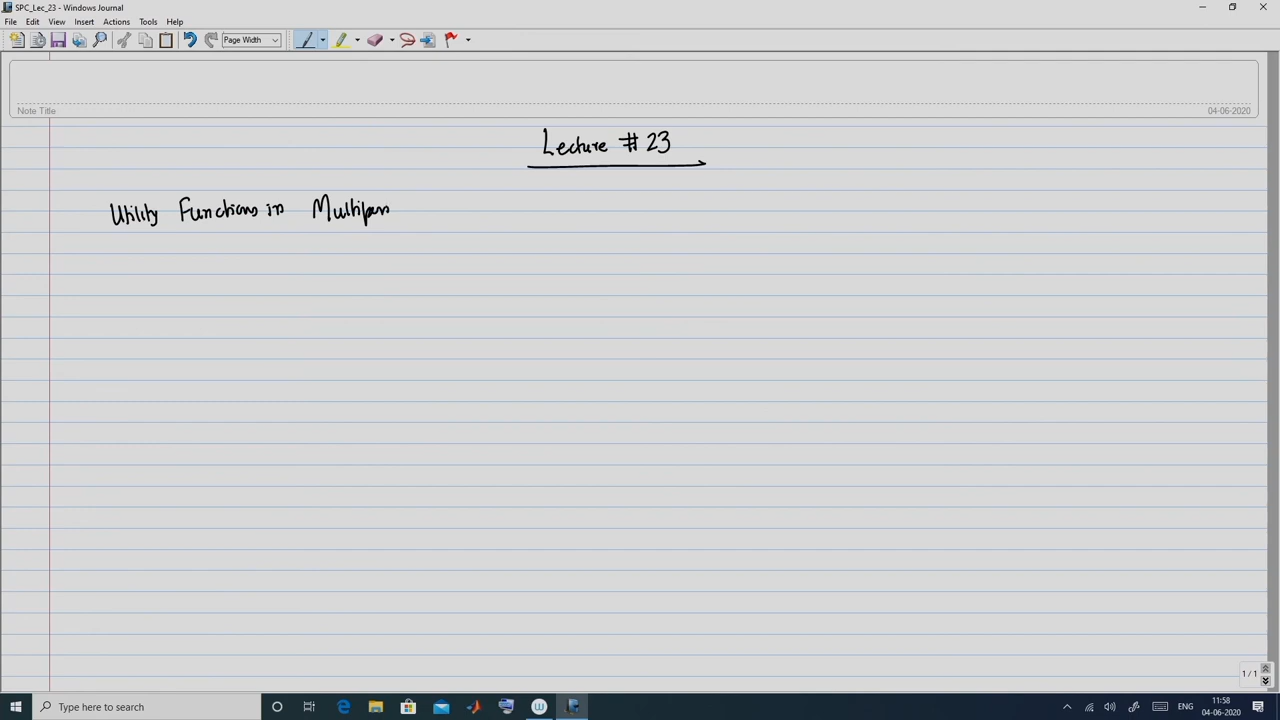 SPC_Lec_23 - Windows Journal
File Edit View Insert Actions Tools Help
Page Width
Note Title
04-06-2020
Lecture # 23
Utility Functions in Multipers
1/1
Type here to search
ENG
11:58
04-06-2020